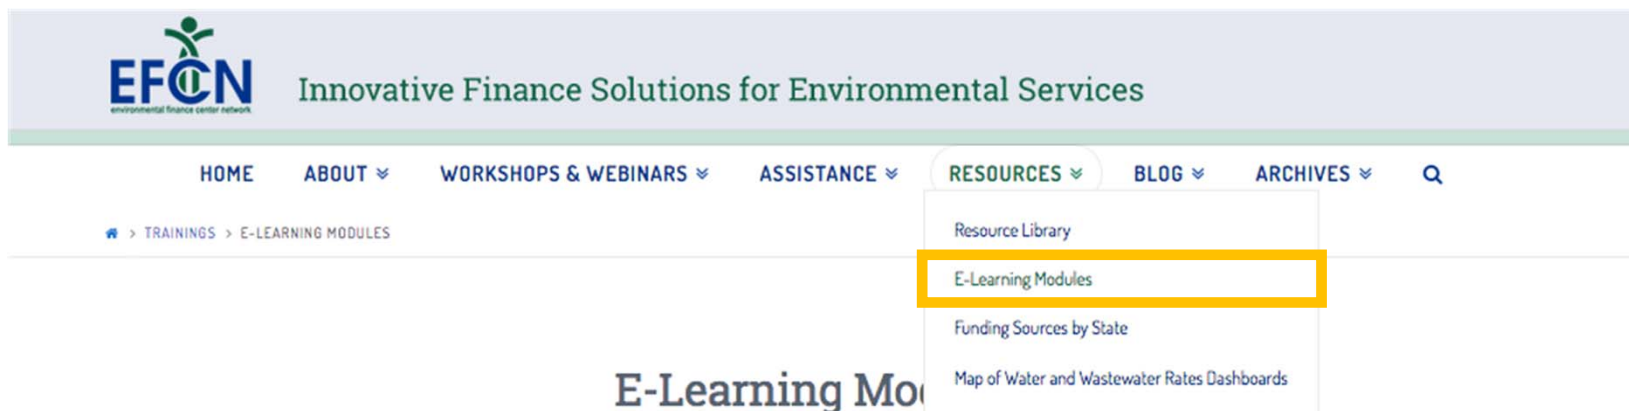 EFCN
environmental finance center network
Innovative Finance Solutions for Environmental Services
HOME ABOUT WORKSHOPS & WEBINARS ASSISTANCE RESOURCES BLOG ARCHIVES
> TRAININGS > E-LEARNING MODULES
Resource Library
E-Learning Modules
Funding Sources by State
Map of Water and Wastewater Rates Dashboards
E-Learning Mo